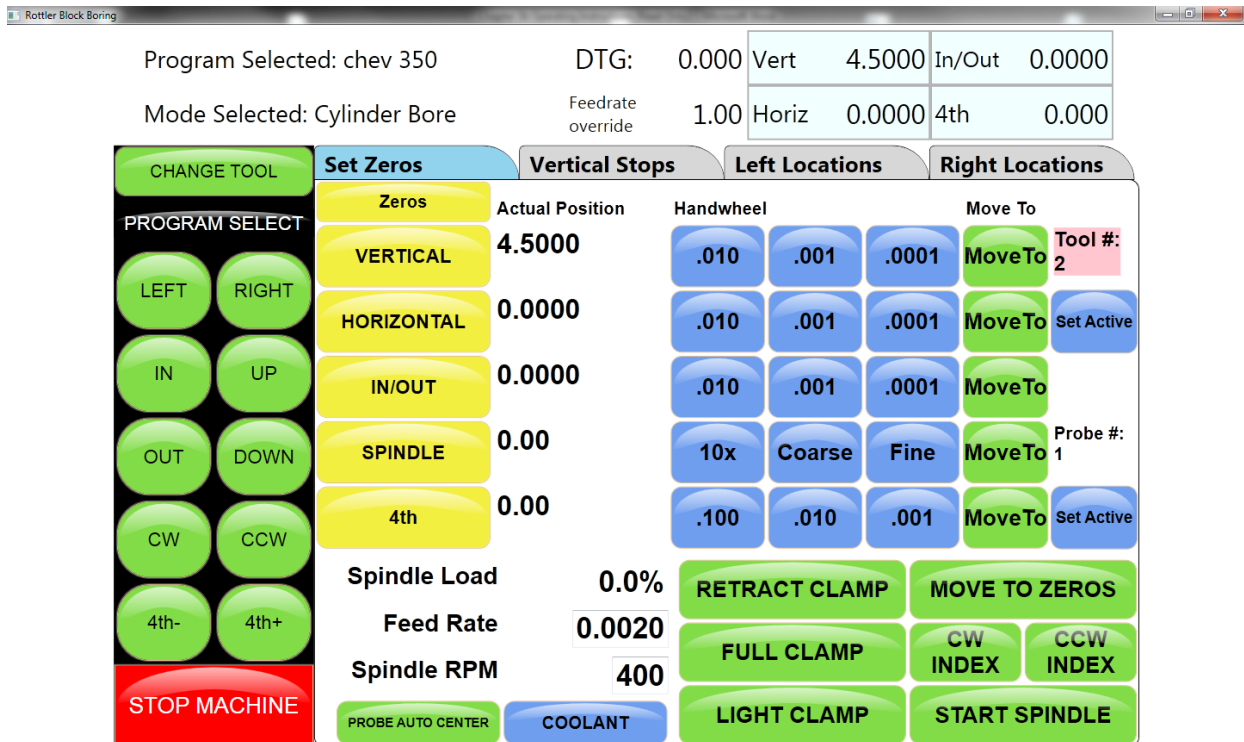 Rottler Block Boring
Program Selected: chev 350
DTG: 0.000
Vert 4.5000
In/Out 0.0000
Mode Selected: Cylinder Bore
Feedrate
override
1.00
Horiz 0.0000
4th 0.000
CHANGE TOOL
PROGRAM SELECT
LEFT
RIGHT
IN
UP
OUT
DOWN
CW
CCW
4th-
4th+
STOP MACHINE
Set Zeros
Vertical Stops
Left Locations
Right Locations
Zeros
Actual Position
Handwheel
Move To
VERTICAL
4.5000
.010
.001
.0001
MoveTo
Tool #:
2
HORIZONTAL
0.0000
.010
.001
.0001
MoveTo
Set Active
IN/OUT
0.0000
.010
.001
.0001
MoveTo
SPINDLE
0.00
10x
Coarse
Fine
MoveTo
Probe #:
1
4th
0.00
.100
.010
.001
MoveTo
Set Active
Spindle Load 0.0%
Feed Rate 0.0020
Spindle RPM 400
PROBE AUTO CENTER
COOLANT
RETRACT CLAMP
MOVE TO ZEROS
FULL CLAMP
CW
INDEX
CCW
INDEX
LIGHT CLAMP
START SPINDLE